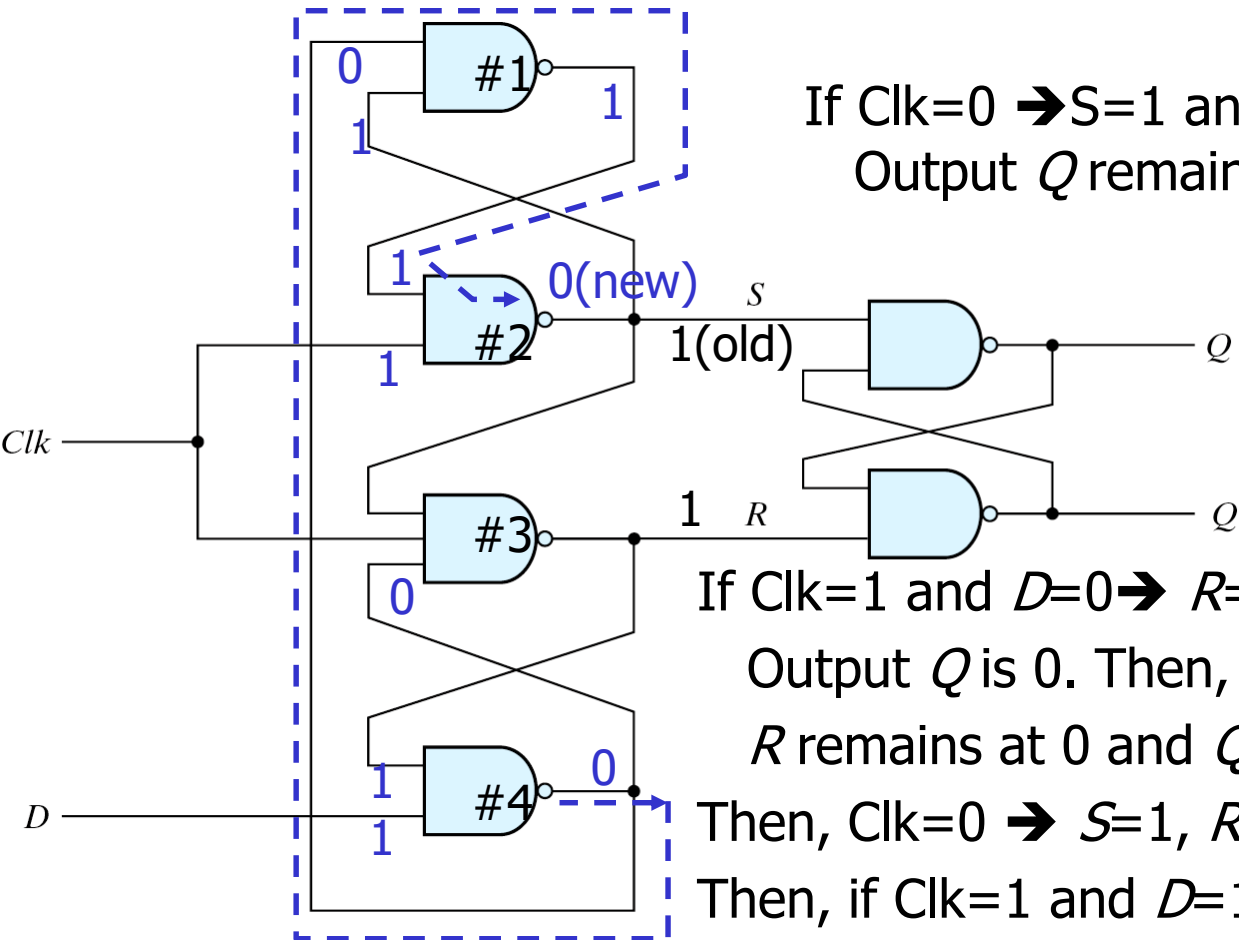 0
#1
1
1
If Clk=0 ➔S=1 an
Output Q remain
1
0(new)
S
#2
1(old)
1
Q
Clk
#3
1
R
Q
0
If Clk=1 and D=0➔ R=
Output Q is 0. Then,
R remains at 0 and Q
1
0
#4
D
1
Then, Clk=0 ➔ S=1, R
Then, if Clk=1 and D=1